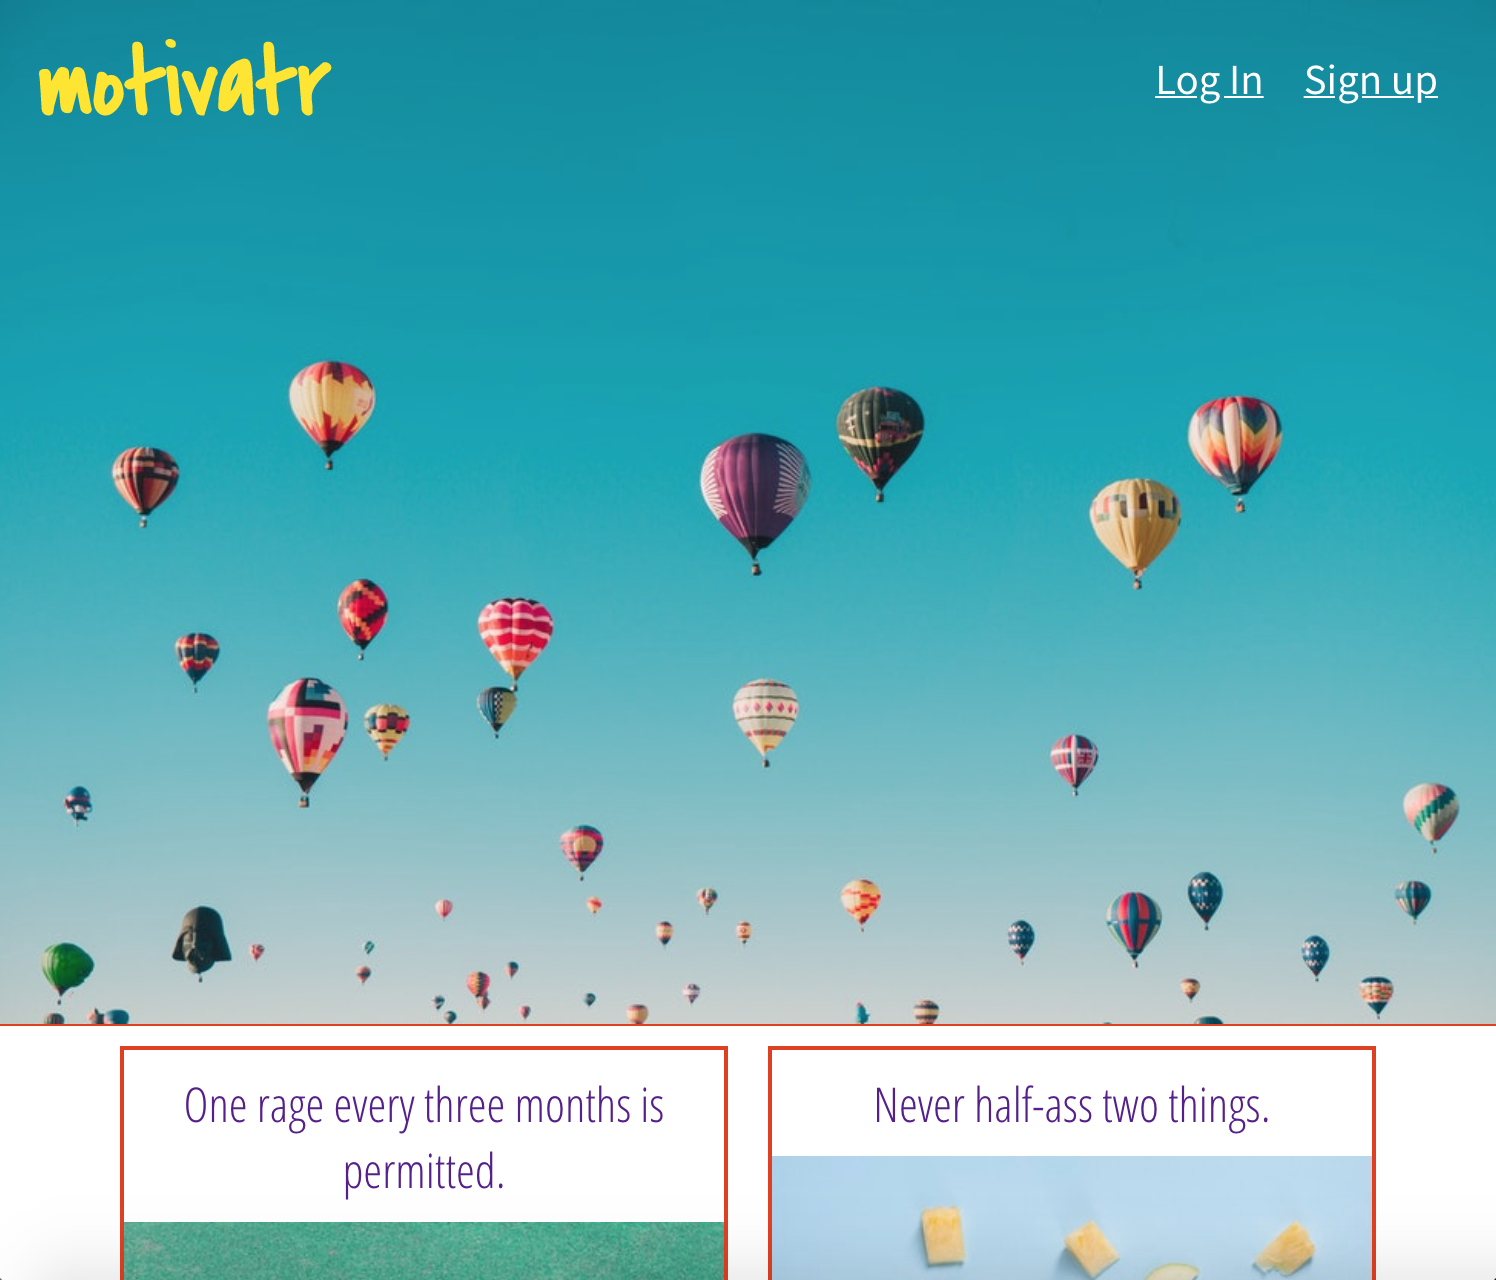 motivatr
Log In Sign up
One rage every three months is
permitted.
Never half-ass two things.